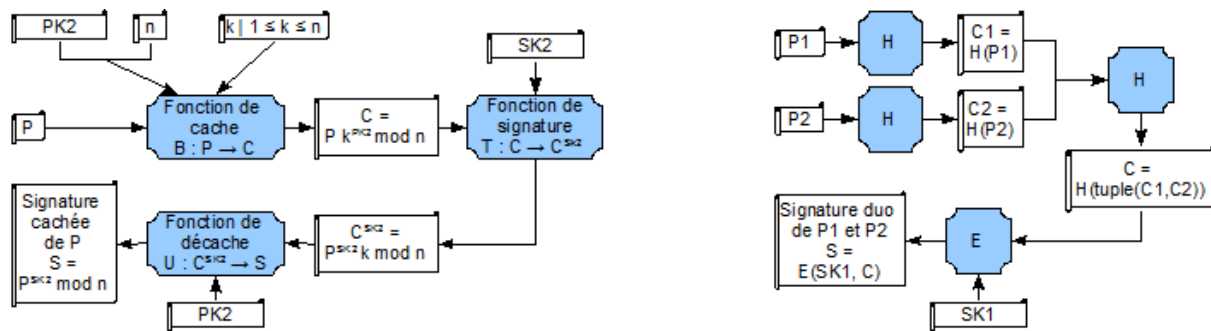 PK2
n
k | 1 ≤ k ≤ n
SK2
P
Fonction de
cache
B : P → C
C =
P k^PK2 mod n
Fonction de
signature
T : C → C^SK2
Signature
cachée
de P
S =
P^SK2 mod n
Fonction de
décache
U : C^SK2 → S
C^SK2 =
P^SK2 k mod n
PK2
P1
H
C1 =
H(P1)
H
P2
H
C2 =
H(P2)
C =
H(tuple(C1,C2))
Signature duo
de P1 et P2
S =
E(SK1, C)
E
SK1